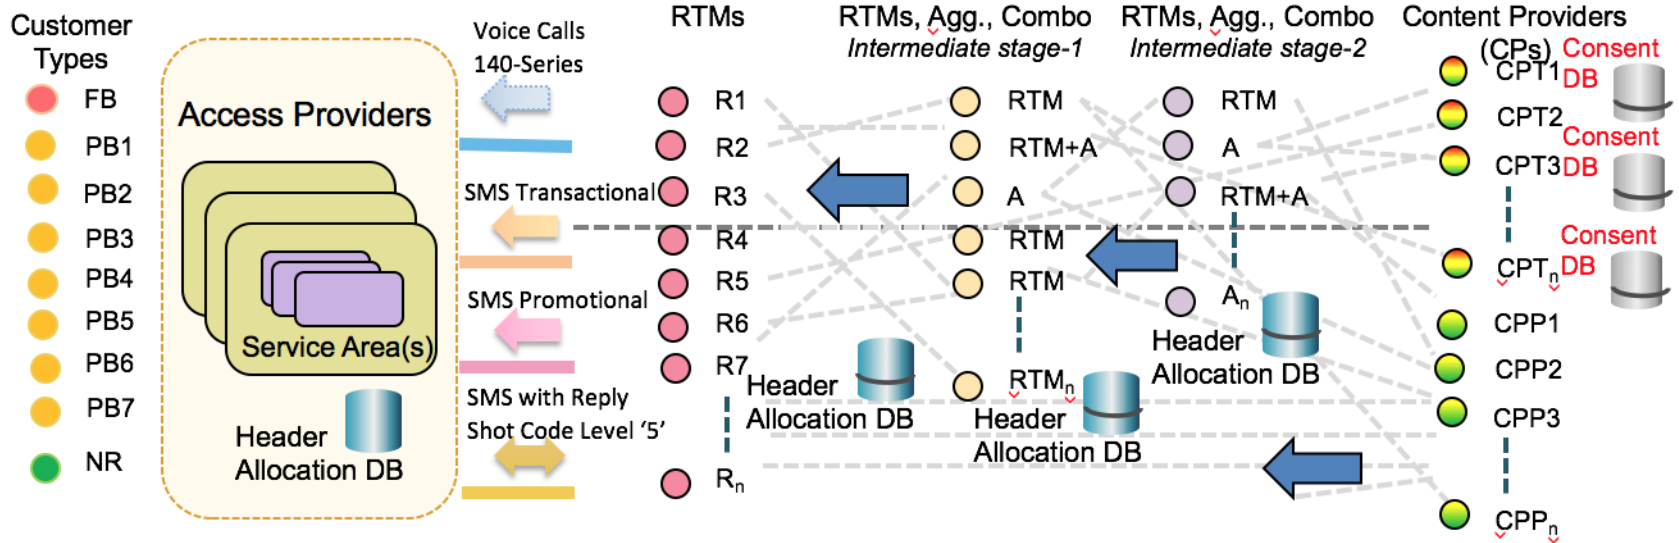 Customer
Types
FB
PB1
PB2
PB3
PB4
PB5
PB6
PB7
NR
Access Providers
Service Area(s)
Header
Allocation DB
Voice Calls
140-Series
SMS Transactional
SMS Promotional
SMS with Reply
Shot Code Level ‘5’
RTMs
R1
R2
R3
R4
R5
R6
R7
Rn
Header
Allocation DB
RTMs, Agg., Combo
Intermediate stage-1
RTM
RTM+A
A
RTM
RTM
RTMn
Header
Allocation DB
RTMs, Agg., Combo
Intermediate stage-2
RTM
A
RTM+A
An
Header
Allocation DB
Content Providers
(CPs)
CPT1
CPT2
CPT3
CPTn
CPP1
CPP2
CPP3
CPPn
Consent
DB
Consent
DB
Consent
DB